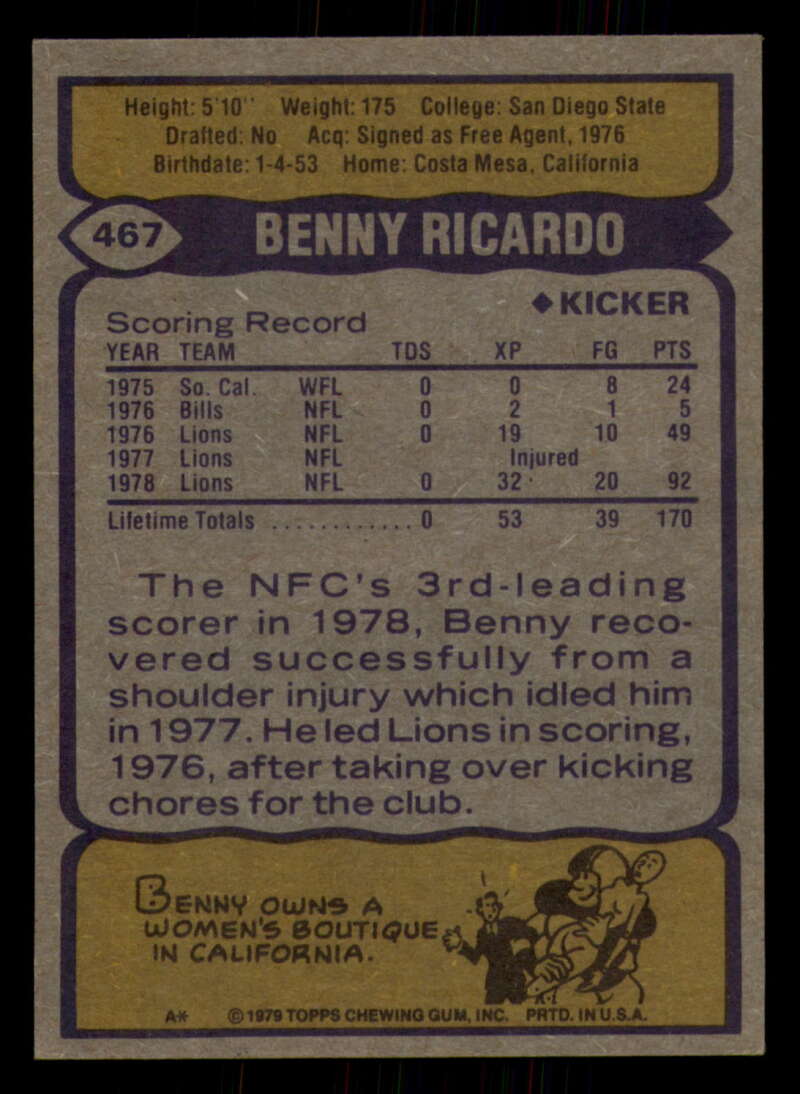 Height: 5'10" Weight: 175 College: San Diego State
Drafted: No Acq: Signed as Free Agent, 1976
Birthdate: 1-4-53 Home: Costa Mesa, California
467 BENNY RICARDO
◆KICKER
Scoring Record
YEAR TEAM TDS XP FG PTS
1975 So. Cal. WFL 0 0 8 24
1976 Bills NFL 0 2 1 5
1976 Lions NFL 0 19 10 49
1977 Lions NFL Injured
1978 Lions NFL 0 32 20 92
Lifetime Totals ............ 0 53 39 170
The NFC's 3rd-leading
scorer in 1978, Benny reco-
vered successfully from a
shoulder injury which idled him
in 1977. He led Lions in scoring,
1976, after taking over kicking
chores for the club.
BENNY OWNS A
WOMEN'S BOUTIQUE
IN CALIFORNIA.
A* ©1979 TOPPS CHEWING GUM, INC. PRTD. IN U.S.A.